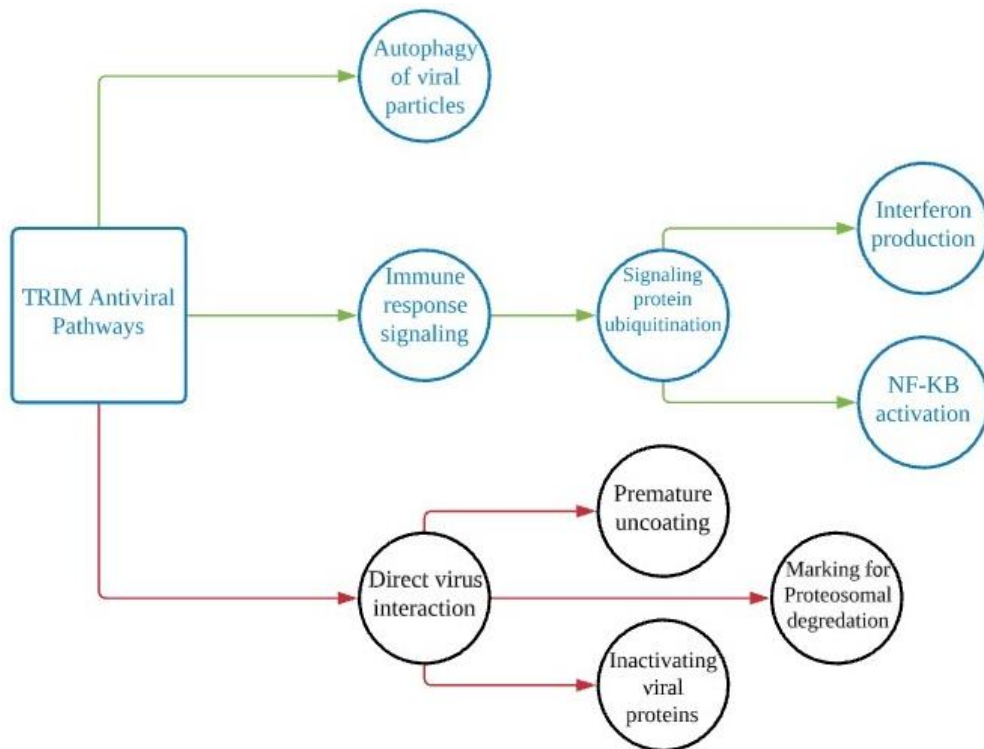 Autophagy
of viral
particles
TRIM Antiviral
Pathways
Immune
response
signaling
Signaling
protein
ubiquitination
Interferon
production
NF-KB
activation
Direct virus
interaction
Premature
uncoating
Marking for
Proteosomal
degredation
Inactivating
viral
proteins